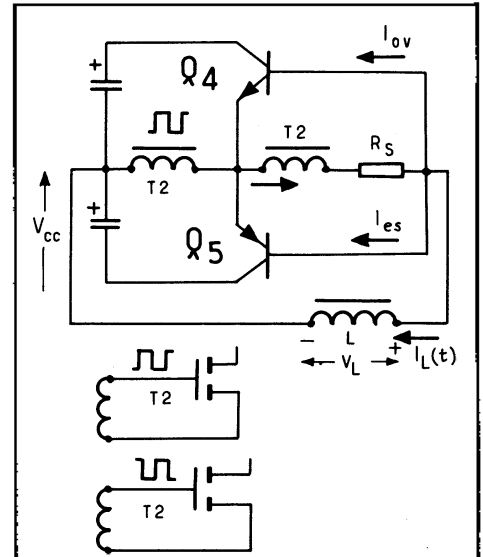 +
Q4
I_ov
T2
T2
R_S
V_cc
+
Q5
I_es
L
- V_L +
I_L(t)
T2
T2